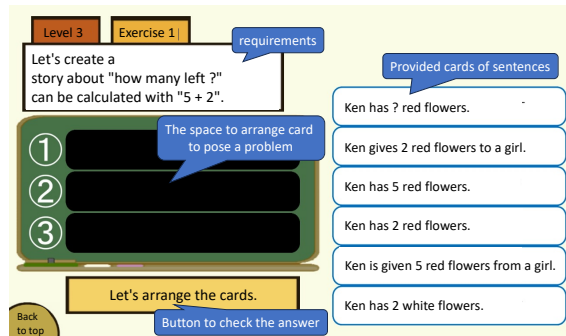 Level 3
Exercise 1|
requirements
Let's create a
story about "how many left ?"
can be calculated with "5 + 2".
The space to arrange card
to pose a problem
1
2
3
Let's arrange the cards.
Button to check the answer
Back
to top
Provided cards of sentences
Ken has ? red flowers.
Ken gives 2 red flowers to a girl.
Ken has 5 red flowers.
Ken has 2 red flowers.
Ken is given 5 red flowers from a girl.
Ken has 2 white flowers.